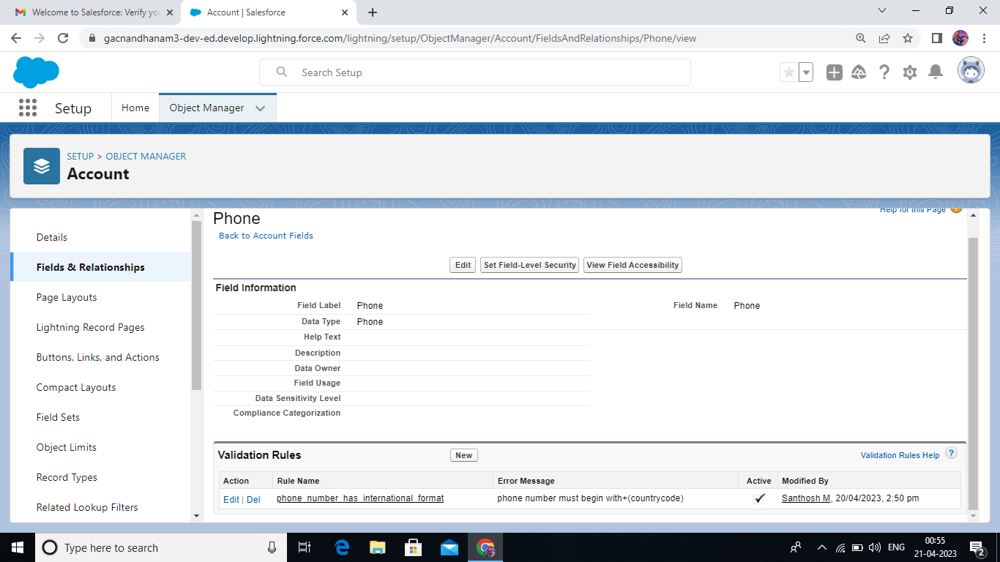 Welcome to Salesforce: Verify yo
Account | Salesforce
gacnandhanam3-dev-ed.develop.lightning.force.com/lightning/setup/ObjectManager/Account/FieldsAndRelationships/Phone/view
Search Setup
Setup
Home
Object Manager
SETUP > OBJECT MANAGER
Account
Details
Fields & Relationships
Page Layouts
Lightning Record Pages
Buttons, Links, and Actions
Compact Layouts
Field Sets
Object Limits
Record Types
Related Lookup Filters
Help for this Page
Phone
Back to Account Fields
Edit Set Field-Level Security View Field Accessibility
Field Information
Field Label Phone Field Name Phone
Data Type Phone
Help Text
Description
Data Owner
Field Usage
Data Sensitivity Level
Compliance Categorization
Validation Rules New Validation Rules Help ?
Action Rule Name Error Message Active Modified By
Edit | Del phone_number_has_international_format phone number must begin with+(countrycode) Santhosh M, 20/04/2023, 2:50 pm
Type here to search
ENG
00:55
21-04-2023
2